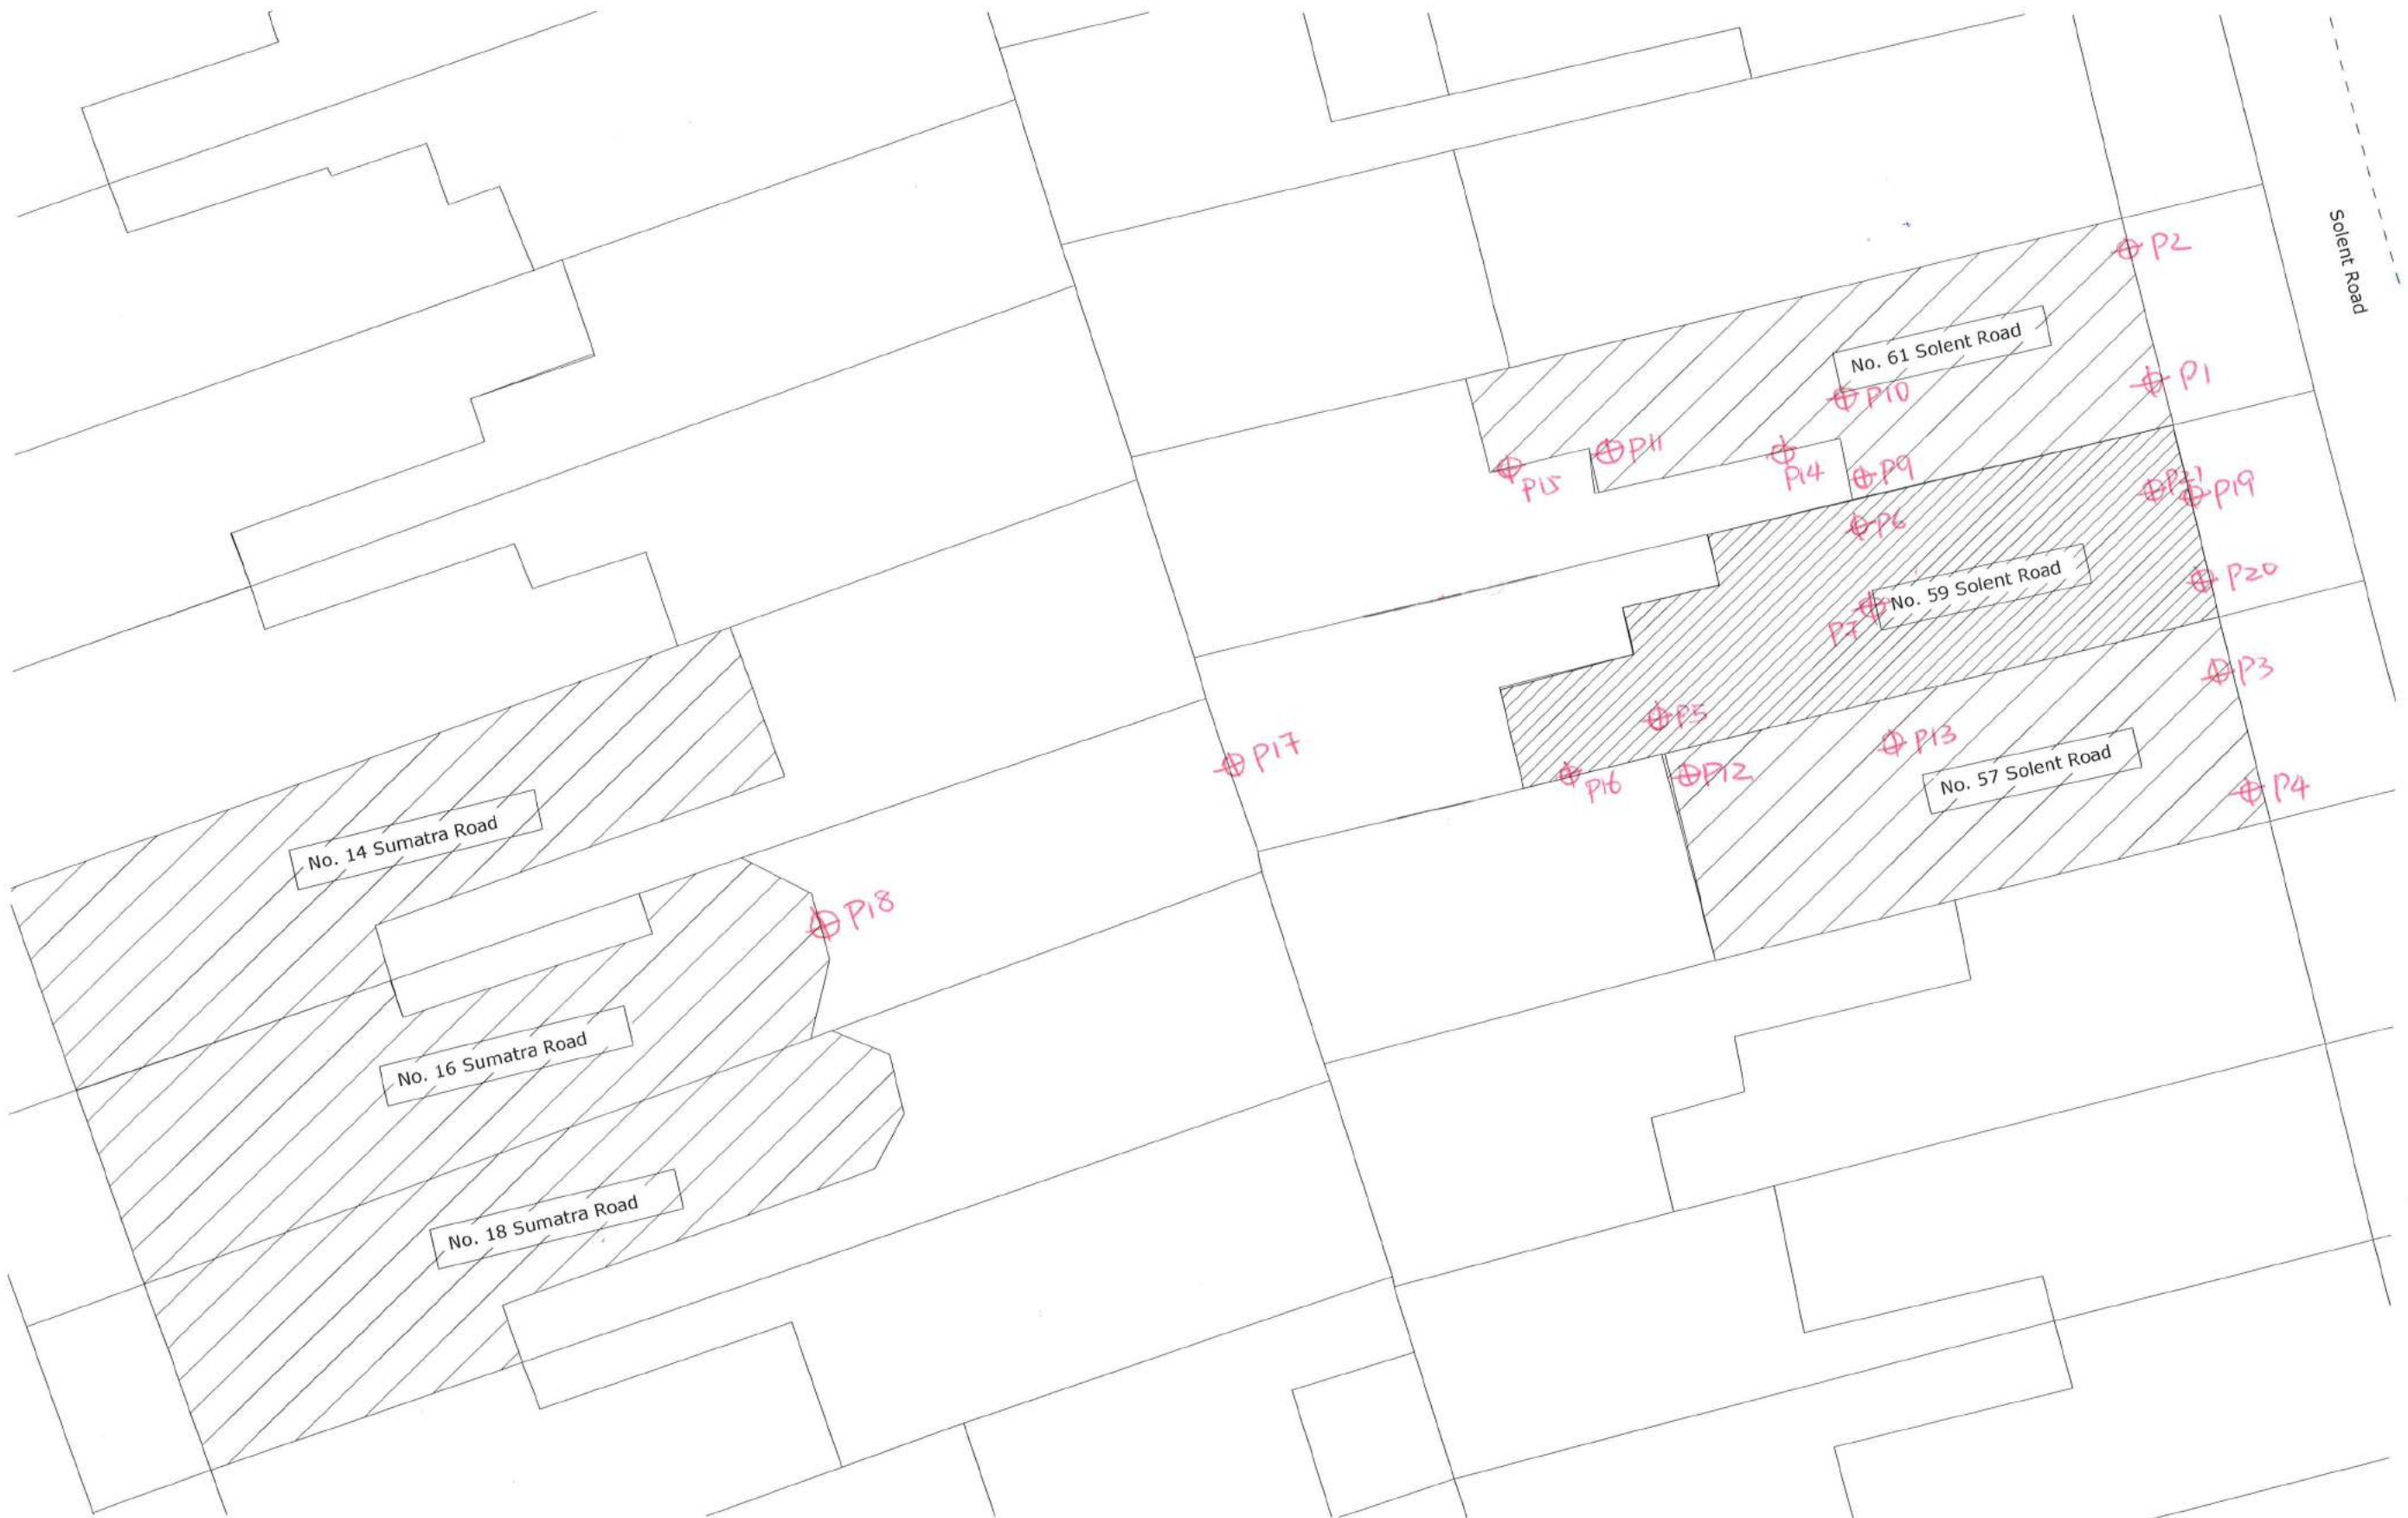 Solent Road
P2
No. 61 Solent Road
P1
P10
P11
P14
P9
P15
P21
P19
P6
No. 59 Solent Road
P20
P7
P3
P5
P13
No. 57 Solent Road
P17
P12
P16
P4
No. 14 Sumatra Road
P18
No. 16 Sumatra Road
No. 18 Sumatra Road